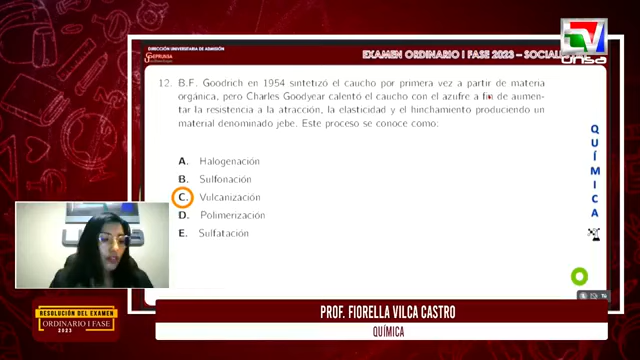 DIRECCIÓN UNIVERSITARIA DE ADMISIÓN
CEPRUNSA
EXAMEN ORDINARIO I FASE 2023 – SOCIALES
TV UNSA
12. B.F. Goodrich en 1954 sintetizó el caucho por primera vez a partir de materia
orgánica, pero Charles Goodyear calentó el caucho con el azufre a fin de aumen-
tar la resistencia a la atracción, la elasticidad y el hinchamiento produciendo un
material denominado jebe. Este proceso se conoce como:
A. Halogenación
B. Sulfonación
C. Vulcanización
D. Polimerización
E. Sulfatación
QUÍMICA
RESOLUCIÓN DEL EXAMEN
ORDINARIO I FASE
2023
PROF. FIORELLA VILCA CASTRO
QUÍMICA